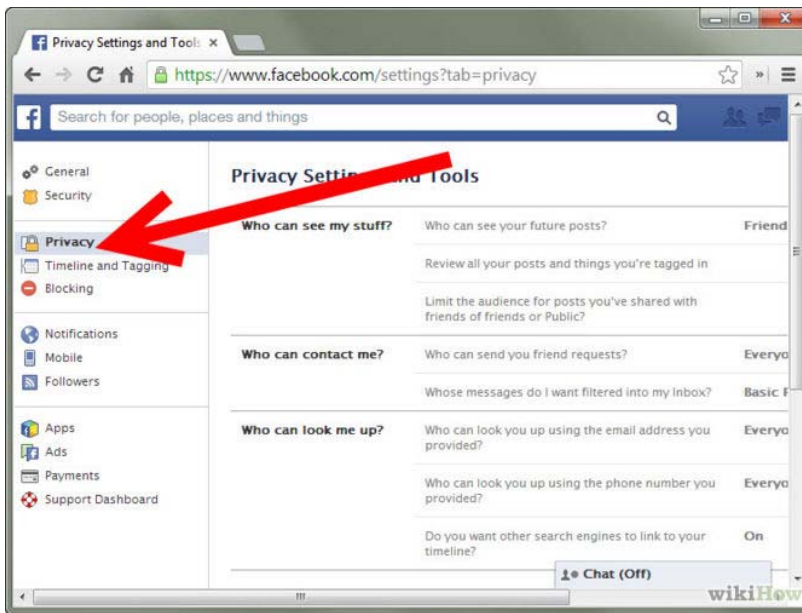 Privacy Settings and Tools
https://www.facebook.com/settings?tab=privacy
f
Search for people, places and things
General
Security
Privacy
Timeline and Tagging
Blocking
Notifications
Mobile
Followers
Apps
Ads
Payments
Support Dashboard
Privacy Settings and Tools
Who can see my stuff?
Who can see your future posts?
Friend
Review all your posts and things you're tagged in
Limit the audience for posts you've shared with
friends of friends or Public?
Who can contact me?
Who can send you friend requests?
Everyo
Whose messages do I want filtered into my Inbox?
Basic F
Who can look me up?
Who can look you up using the email address you
provided?
Everyo
Who can look you up using the phone number you
provided?
Everyo
Do you want other search engines to link to your
timeline?
On
Chat (Off)
wikiHow